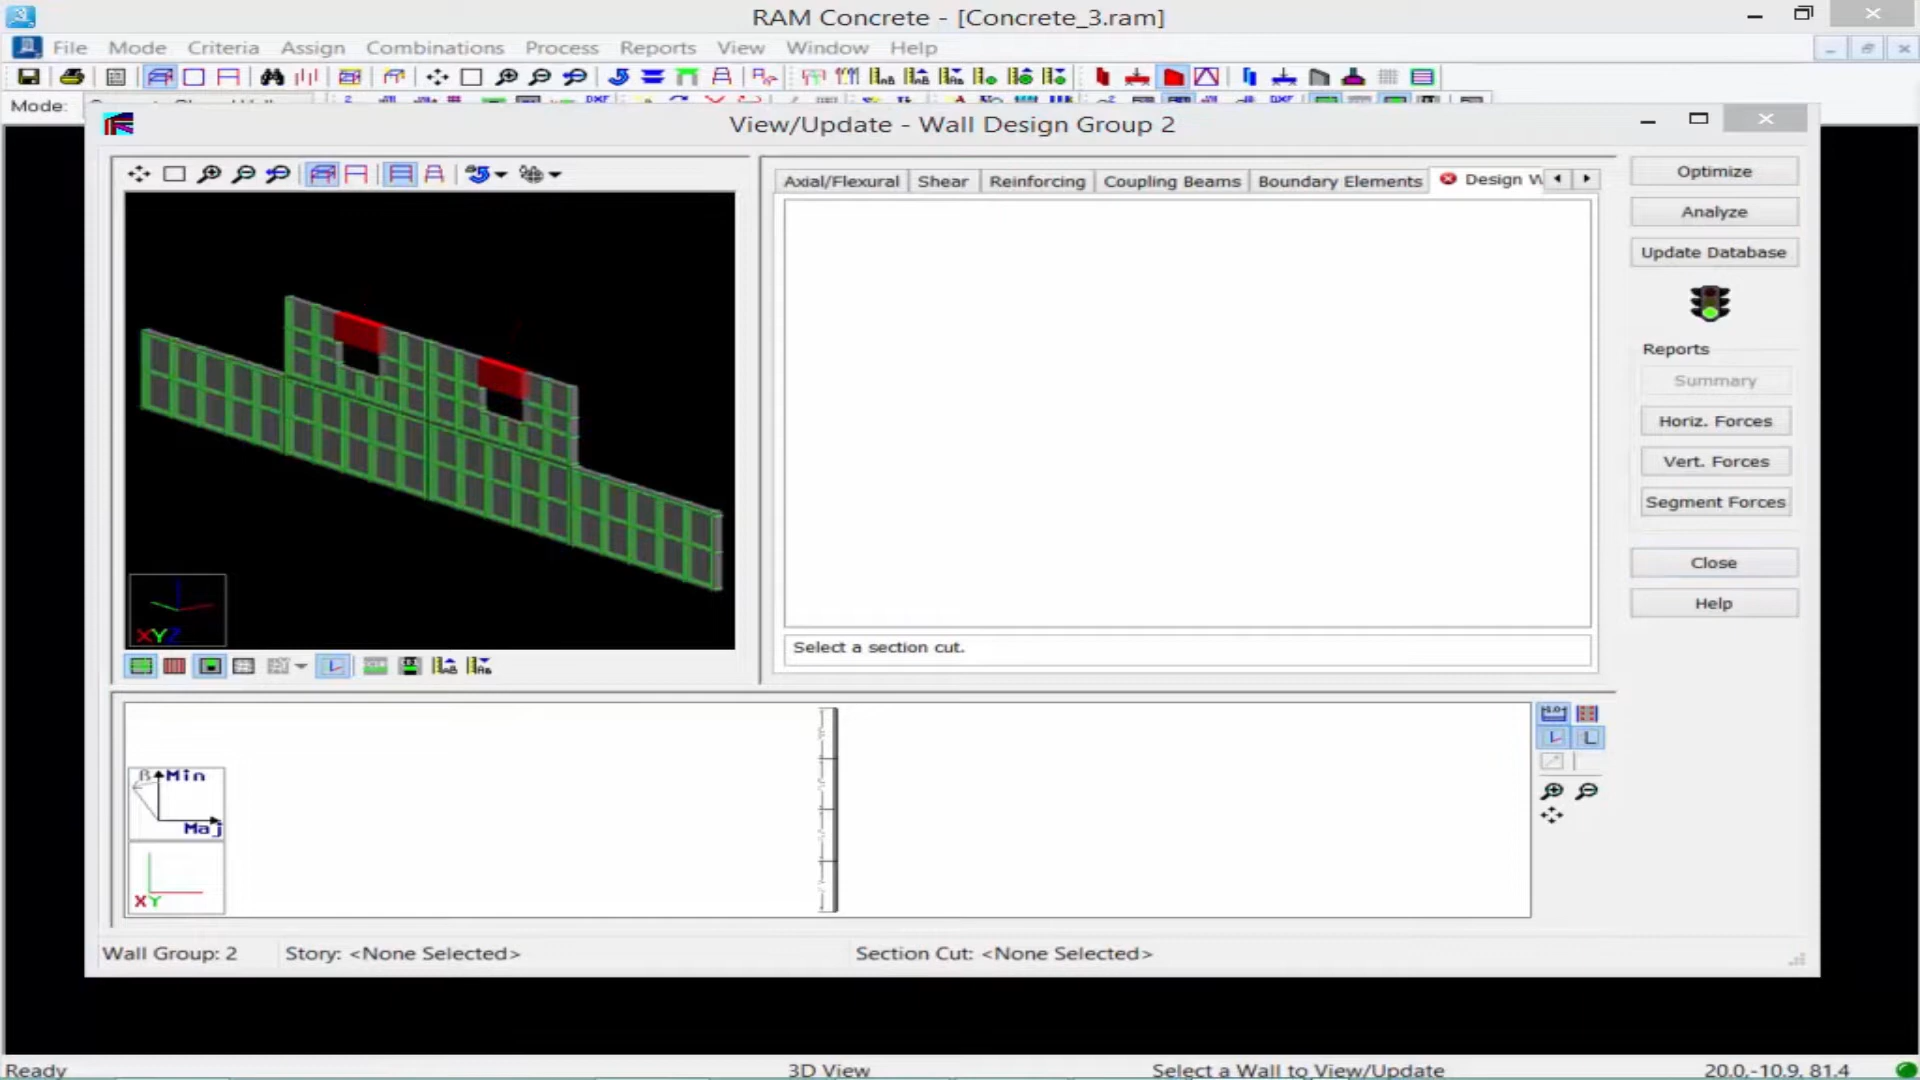 RAM Concrete - [Concrete_3.ram]
File Mode Criteria Assign Combinations Process Reports View Window Help
Mode:
View/Update - Wall Design Group 2
Axial/Flexural Shear Reinforcing Coupling Beams Boundary Elements Design W
Optimize
Analyze
Update Database
Reports
Summary
Horiz. Forces
Vert. Forces
Segment Forces
Close
Help
XYZ
Select a section cut.
β Min
Maj
XY
Wall Group: 2 Story: <None Selected> Section Cut: <None Selected>
Ready 3D View Select a Wall to View/Update 20.0,-10.9, 81.4